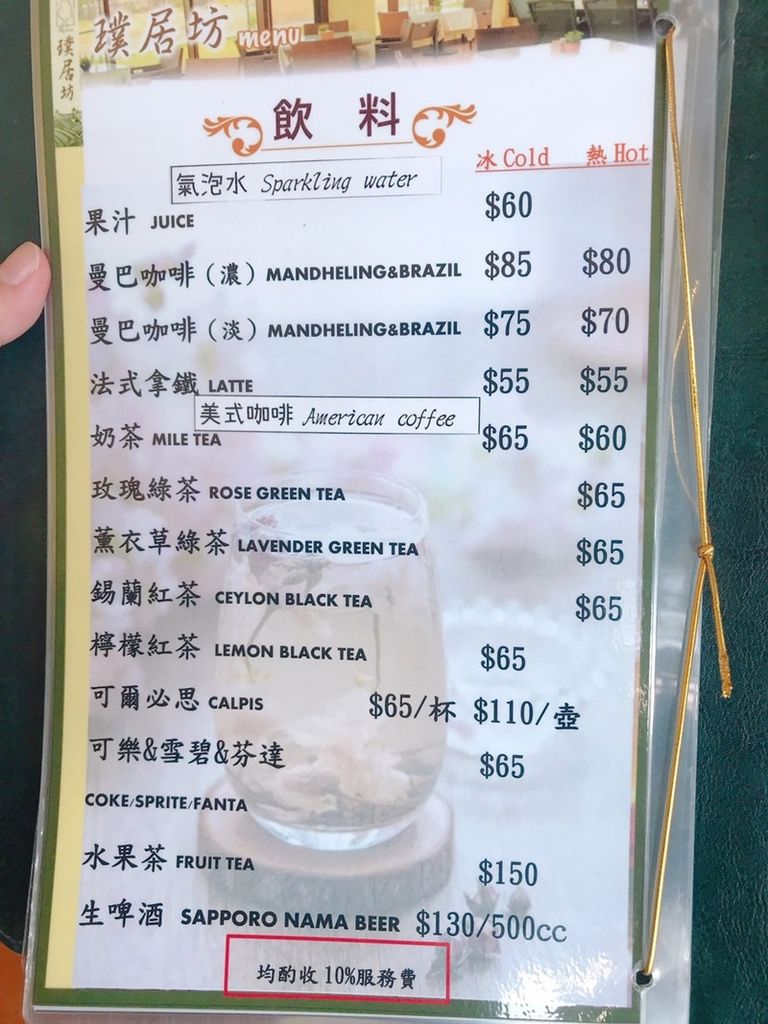 璞居坊 menu
璞居坊
飲 料
冰 Cold 熱 Hot
氣泡水 Sparkling water
果汁 JUICE $60
曼巴咖啡（濃）MANDHELING&BRAZIL $85 $80
曼巴咖啡（淡）MANDHELING&BRAZIL $75 $70
法式拿鐵 LATTE $55 $55
美式咖啡 American coffee
奶茶 MILE TEA $65 $60
玫瑰綠茶 ROSE GREEN TEA $65
薰衣草綠茶 LAVENDER GREEN TEA $65
錫蘭紅茶 CEYLON BLACK TEA $65
檸檬紅茶 LEMON BLACK TEA $65
可爾必思 CALPIS $65/杯 $110/壺
可樂&雪碧&芬達 $65
COKE/SPRITE/FANTA
水果茶 FRUIT TEA $150
生啤酒 SAPPORO NAMA BEER $130/500cc
均酌收 10%服務費